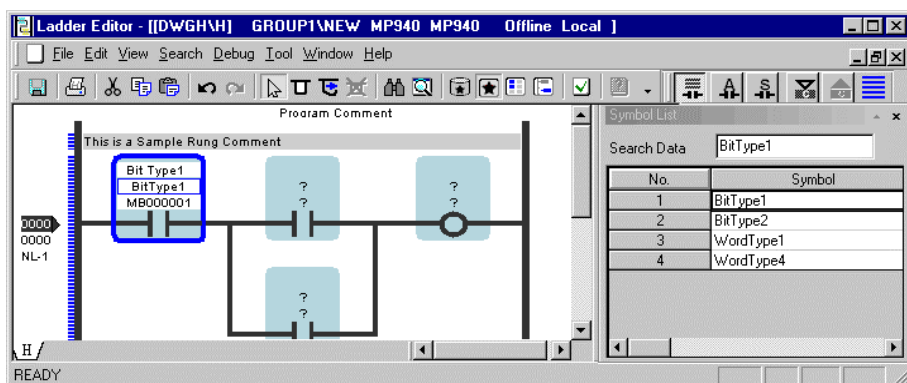 Ladder Editor - [[DWGH\H] GROUP1\NEW MP940 MP940 Offline Local ]
File Edit View Search Debug Tool Window Help
Program Comment
This is a Sample Rung Comment
Bit Type1
BitType1
MB000001
?
?
?
?
0000
0000
NL-1
?
?
H
READY
Symbol List
Search Data BitType1
No. Symbol
1 BitType1
2 BitType2
3 WordType1
4 WordType4